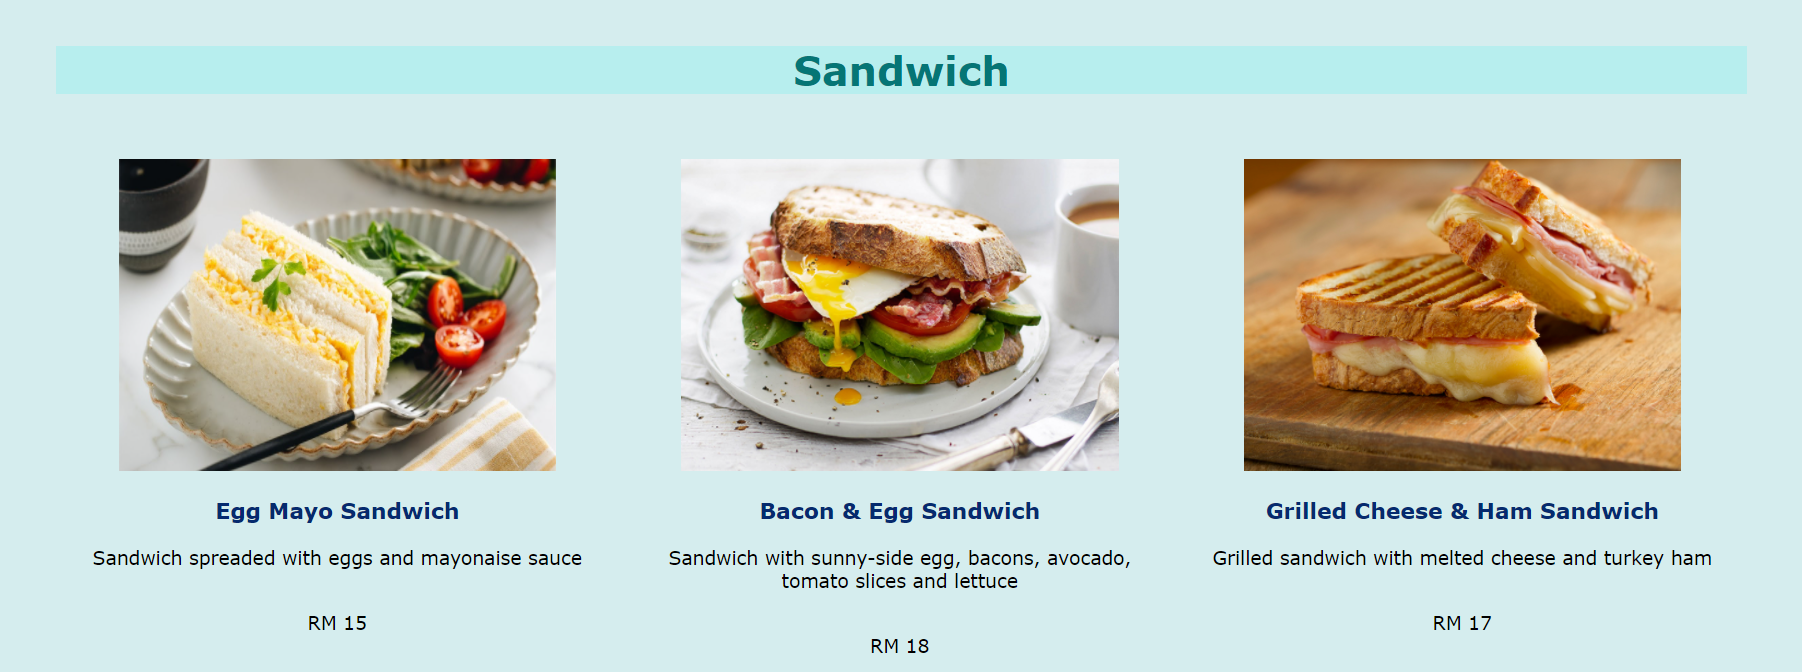 Sandwich
Egg Mayo Sandwich
Sandwich spreaded with eggs and mayonaise sauce
RM 15
Bacon & Egg Sandwich
Sandwich with sunny-side egg, bacons, avocado,
tomato slices and lettuce
RM 18
Grilled Cheese & Ham Sandwich
Grilled sandwich with melted cheese and turkey ham
RM 17